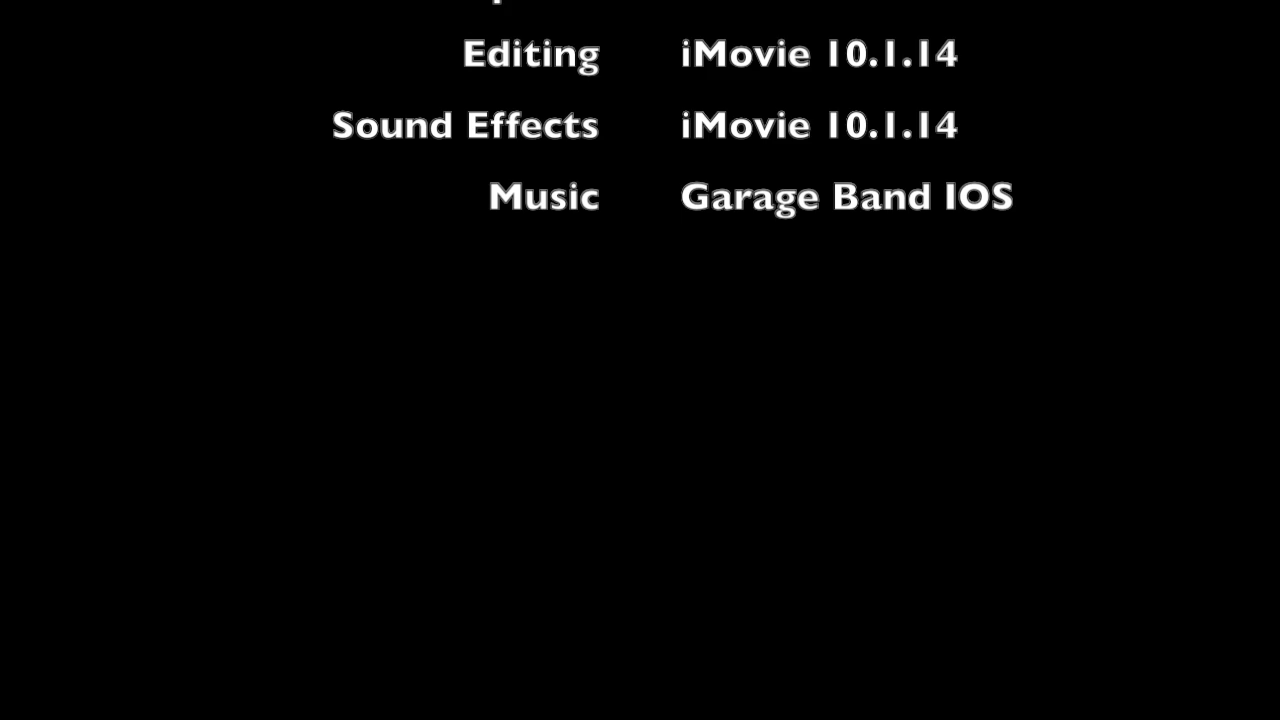 Editing iMovie 10.1.14
Sound Effects iMovie 10.1.14
Music Garage Band IOS